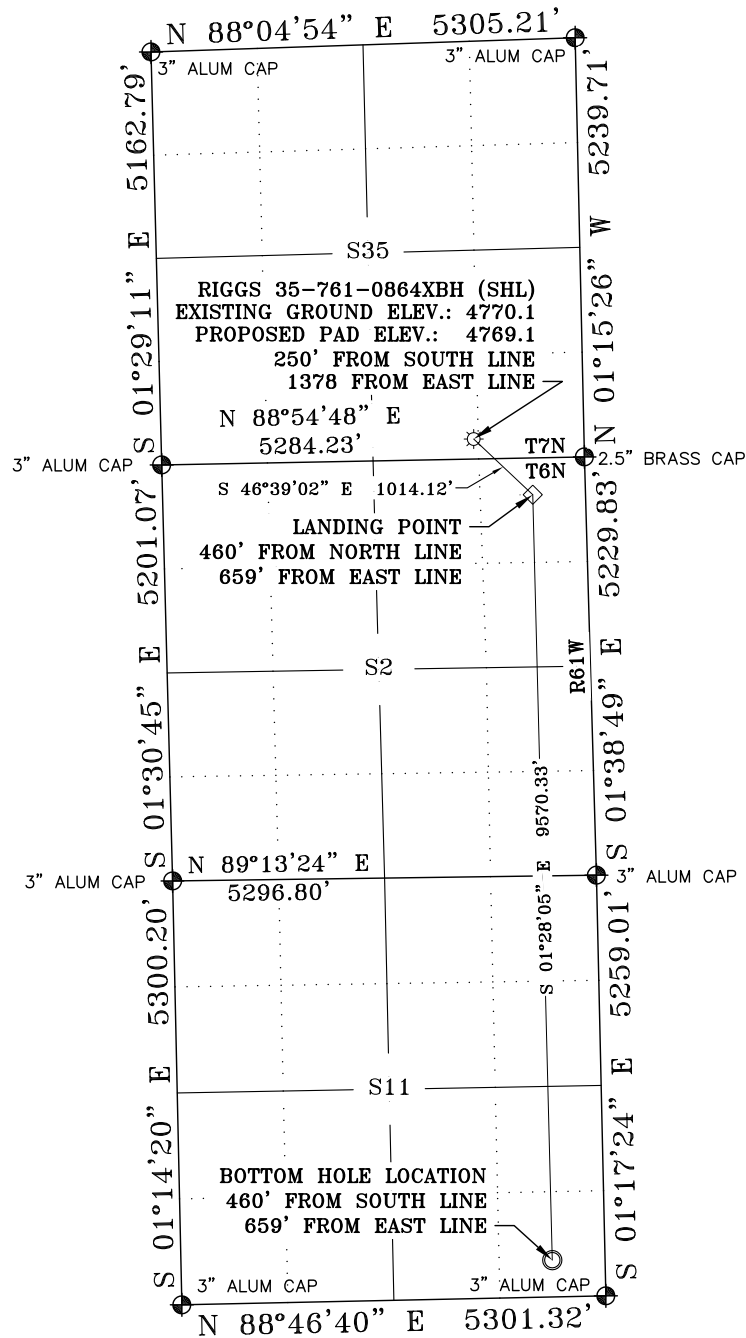 N 88°04'54" E 5305.21'
3" ALUM CAP
3" ALUM CAP
S 01°29'11" E 5162.79'
N 01°15'26" W 5239.71'
S35
RIGGS 35-761-0864XBH (SHL)
EXISTING GROUND ELEV.: 4770.1
PROPOSED PAD ELEV.: 4769.1
250' FROM SOUTH LINE
1378 FROM EAST LINE
N 88°54'48" E
5284.23'
T7N
T6N
3" ALUM CAP
2.5" BRASS CAP
S 46°39'02" E 1014.12'
LANDING POINT
460' FROM NORTH LINE
659' FROM EAST LINE
S 01°30'45" E 5201.07'
S 01°38'49" E 5229.83'
S2
R61W
S 01°28'05" E 9570.33'
N 89°13'24" E
5296.80'
3" ALUM CAP
3" ALUM CAP
S 01°14'20" E 5300.20'
S 01°17'24" E 5259.01'
S11
BOTTOM HOLE LOCATION
460' FROM SOUTH LINE
659' FROM EAST LINE
3" ALUM CAP
3" ALUM CAP
N 88°46'40" E 5301.32'